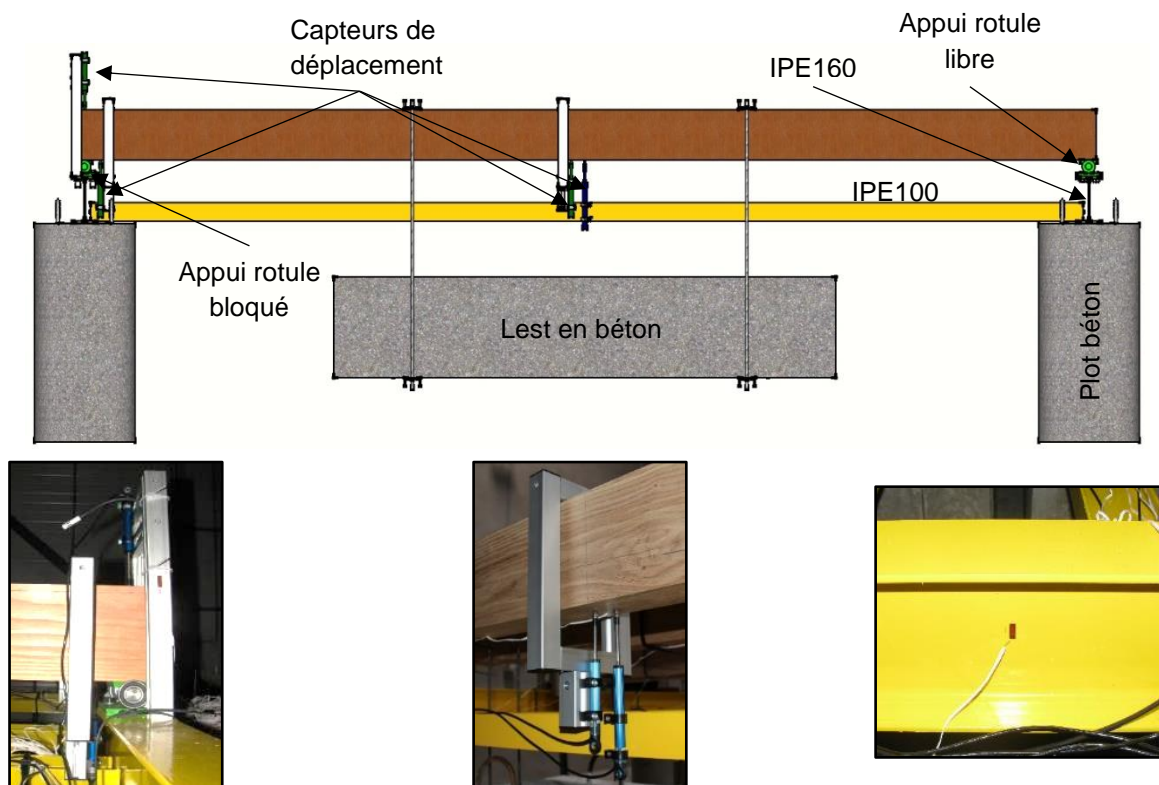 Capteurs de
déplacement
Appui rotule
libre
IPE160
IPE100
Appui rotule
bloqué
Lest en béton
Plot béton